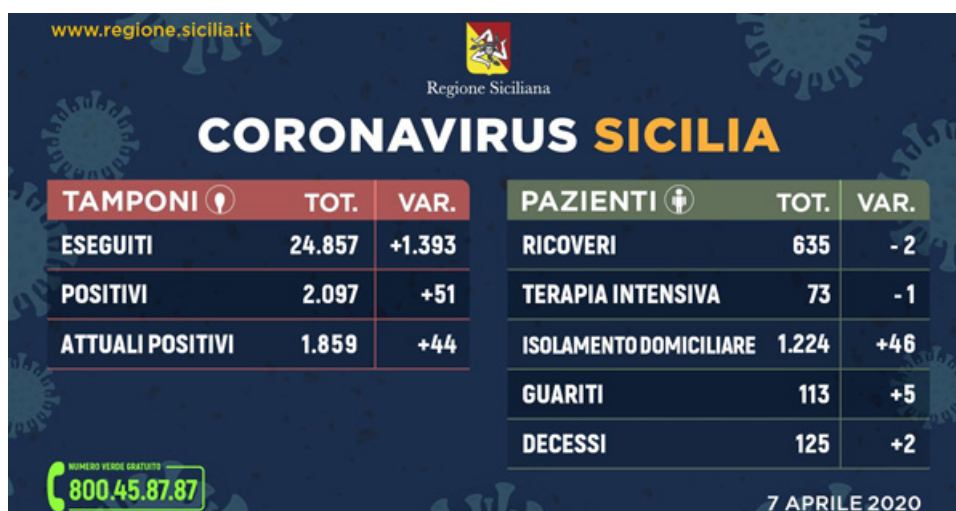 www.regione.sicilia.it
Regione Siciliana
CORONAVIRUS SICILIA
TAMPONI TOT. VAR.
ESEGUITI 24.857 +1.393
POSITIVI 2.097 +51
ATTUALI POSITIVI 1.859 +44
PAZIENTI TOT. VAR.
RICOVERI 635 - 2
TERAPIA INTENSIVA 73 - 1
ISOLAMENTO DOMICILIARE 1.224 +46
GUARITI 113 +5
DECESSI 125 +2
NUMERO VERDE GRATUITO
800.45.87.87
7 APRILE 2020